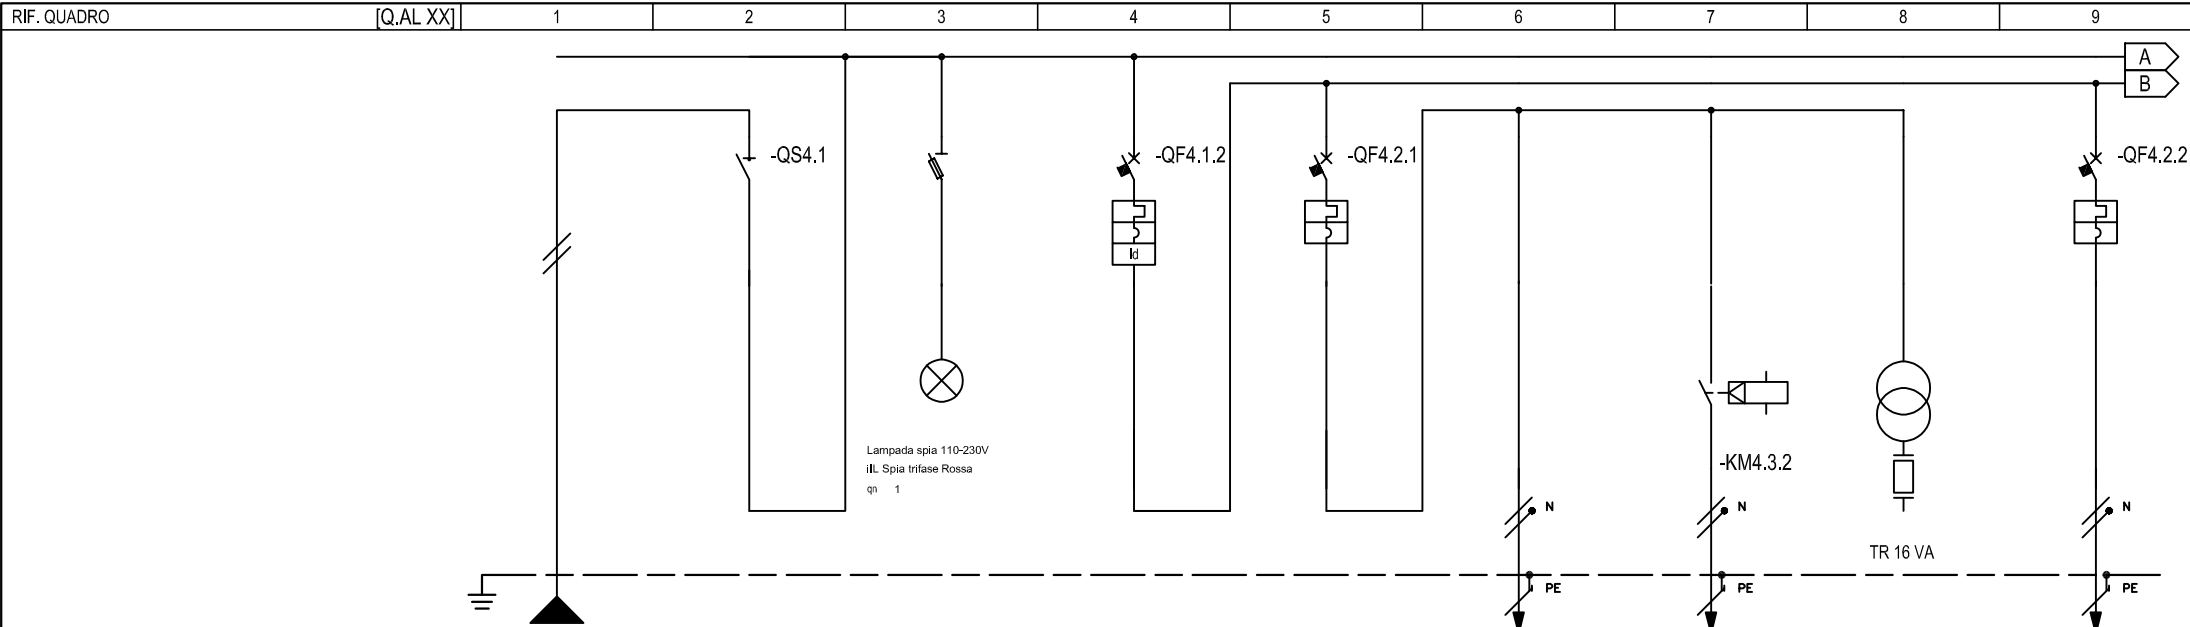 RIF. QUADRO [Q.AL XX] 1 2 3 4 5 6 7 8 9
A
B
-QS4.1 -QF4.1.2 -QF4.2.1 -QF4.2.2
Id
Lampada spia 110-230V
iIL Spia trifase Rossa
qn 1
-KM4.3.2
N N N
TR 16 VA
PE PE PE